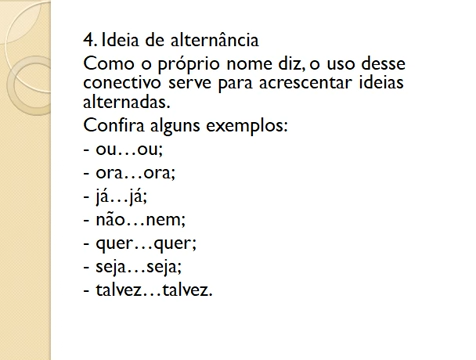 4. Ideia de alternância
Como o próprio nome diz, o uso desse
conectivo serve para acrescentar ideias
alternadas.
Confira alguns exemplos:
- ou…ou;
- ora…ora;
- já…já;
- não…nem;
- quer…quer;
- seja…seja;
- talvez…talvez.